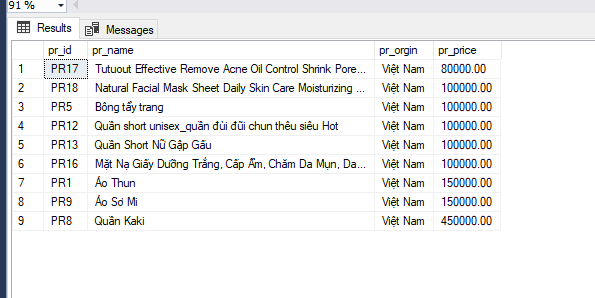 91 %
Results Messages
pr_id pr_name pr_orgin pr_price
1 PR17 Tutuout Effective Remove Acne Oil Control Shrink Pore... Việt Nam 80000.00
2 PR18 Natural Facial Mask Sheet Daily Skin Care Moisturizing ... Việt Nam 100000.00
3 PR5 Bông tẩy trang Việt Nam 100000.00
4 PR12 Quần short unisex_quần đùi đũi chun thêu siêu Hot Việt Nam 100000.00
5 PR13 Quần Short Nữ Gập Gấu Việt Nam 100000.00
6 PR16 Mặt Nạ Giấy Dưỡng Trắng, Cấp Ẩm, Chăm Da Mụn, Da... Việt Nam 100000.00
7 PR1 Áo Thun Việt Nam 150000.00
8 PR9 Áo Sơ Mi Việt Nam 150000.00
9 PR8 Quần Kaki Việt Nam 450000.00